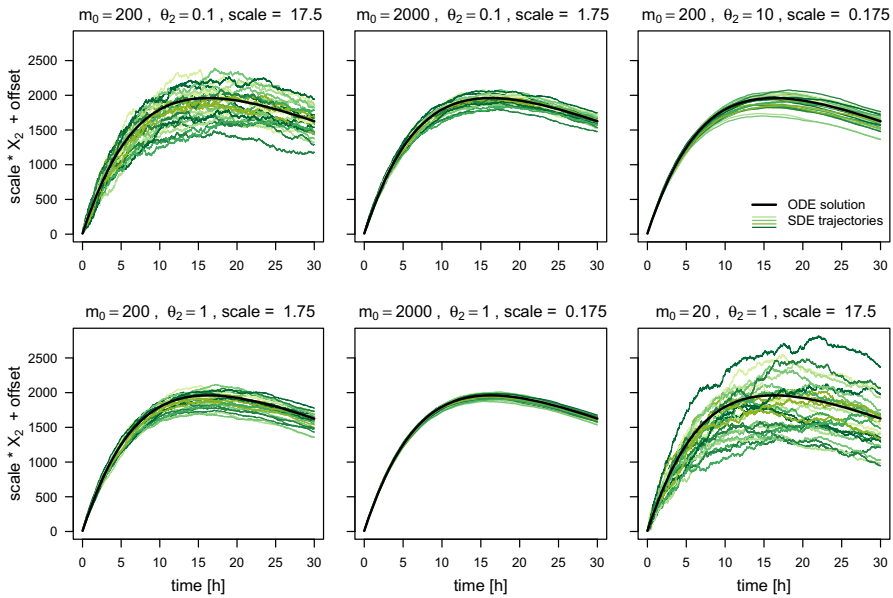 m₀ = 200 , θ₂ = 0.1 , scale = 17.5
m₀ = 2000 , θ₂ = 0.1 , scale = 1.75
m₀ = 200 , θ₂ = 10 , scale = 0.175
scale * X₂ + offset
2500
2000
1500
1000
500
0
ODE solution
SDE trajectories
0 5 10 15 20 25 30
0 5 10 15 20 25 30
0 5 10 15 20 25 30
m₀ = 200 , θ₂ = 1 , scale = 1.75
m₀ = 2000 , θ₂ = 1 , scale = 0.175
m₀ = 20 , θ₂ = 1 , scale = 17.5
scale * X₂ + offset
2500
2000
1500
1000
500
0
0 5 10 15 20 25 30
0 5 10 15 20 25 30
0 5 10 15 20 25 30
time [h]
time [h]
time [h]